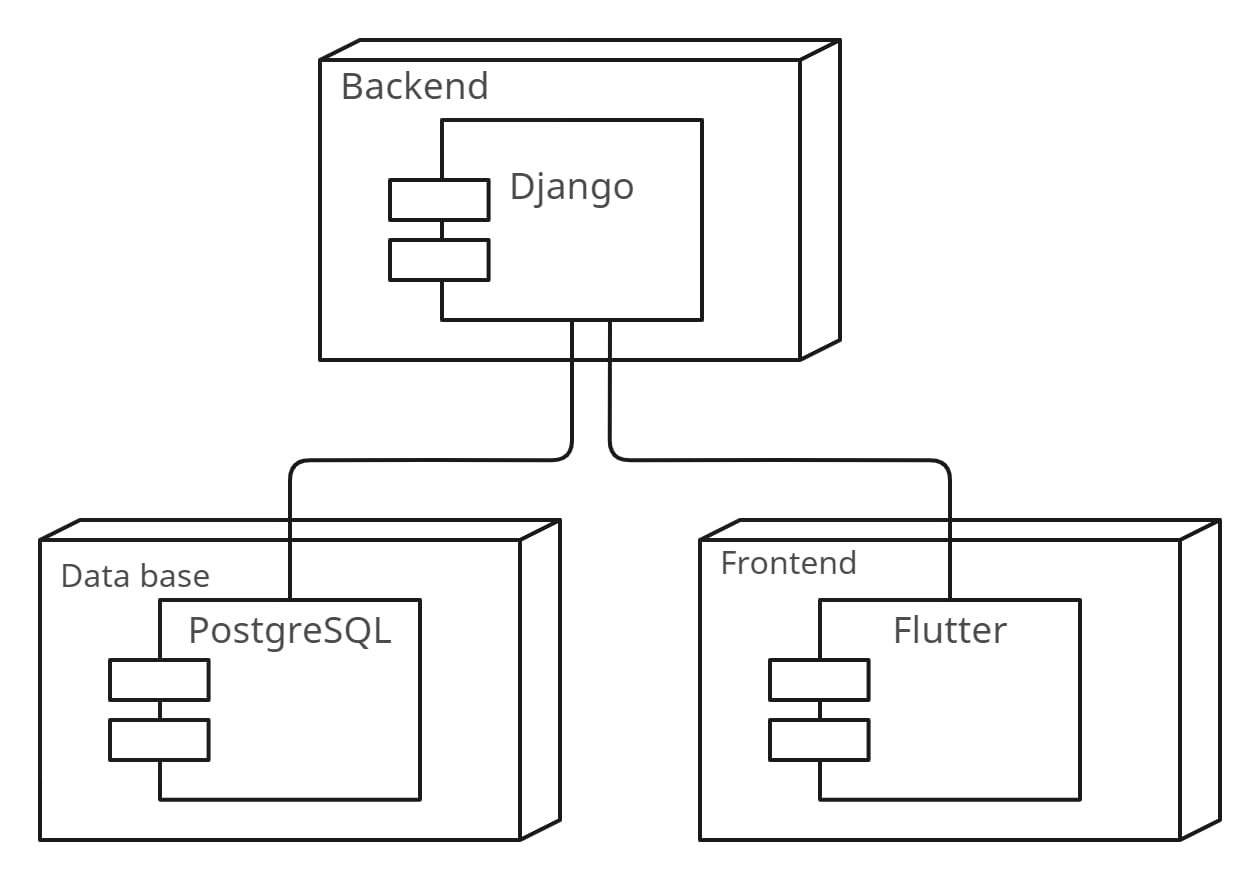 Backend
Django
Data base
PostgreSQL
Frontend
Flutter